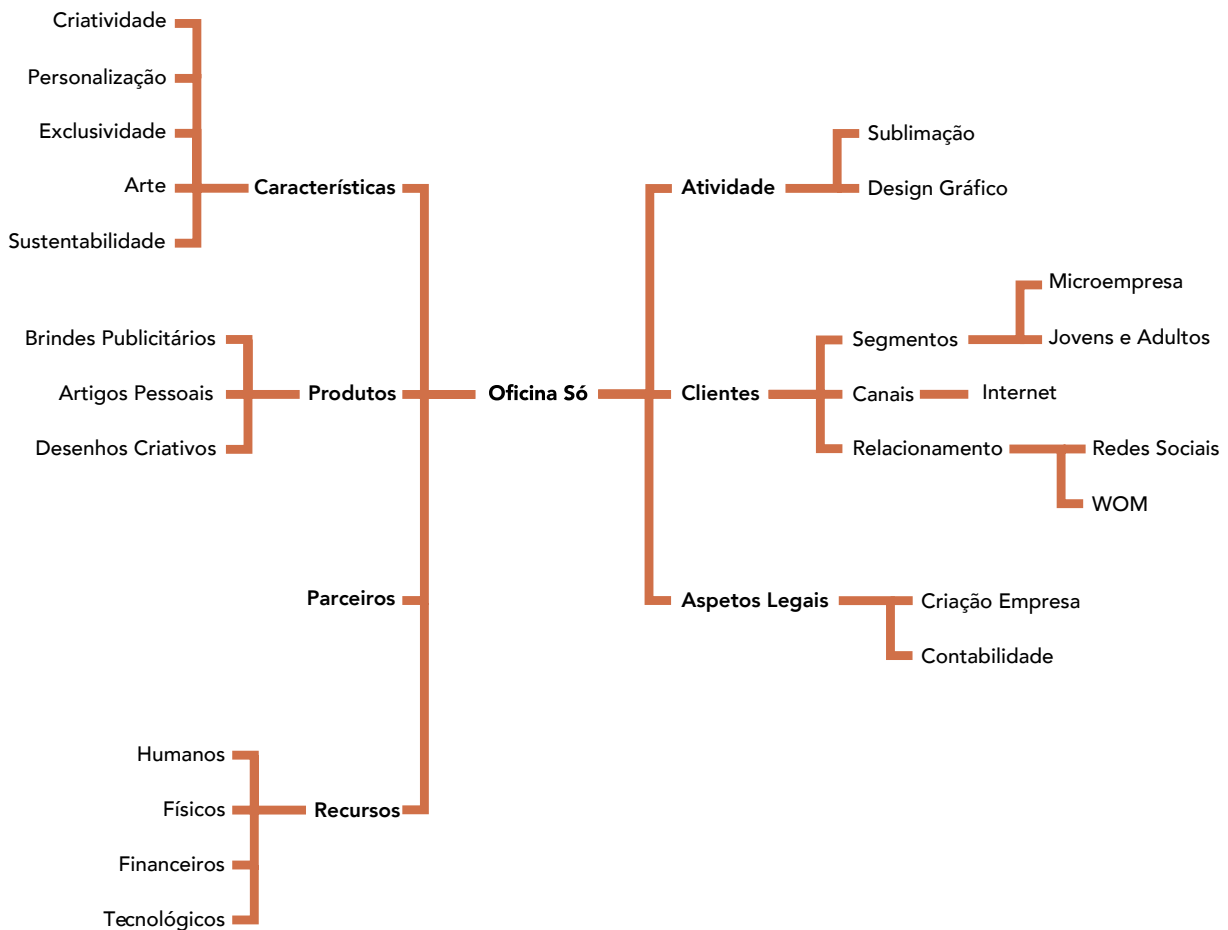 Criatividade
Personalização
Exclusividade
Arte
Sustentabilidade
Características
Brindes Publicitários
Artigos Pessoais
Desenhos Criativos
Produtos
Parceiros
Humanos
Físicos
Financeiros
Tecnológicos
Recursos
Oficina Só
Atividade
Sublimação
Design Gráfico
Clientes
Segmentos
Microempresa
Jovens e Adultos
Canais
Internet
Relacionamento
Redes Sociais
WOM
Aspetos Legais
Criação Empresa
Contabilidade